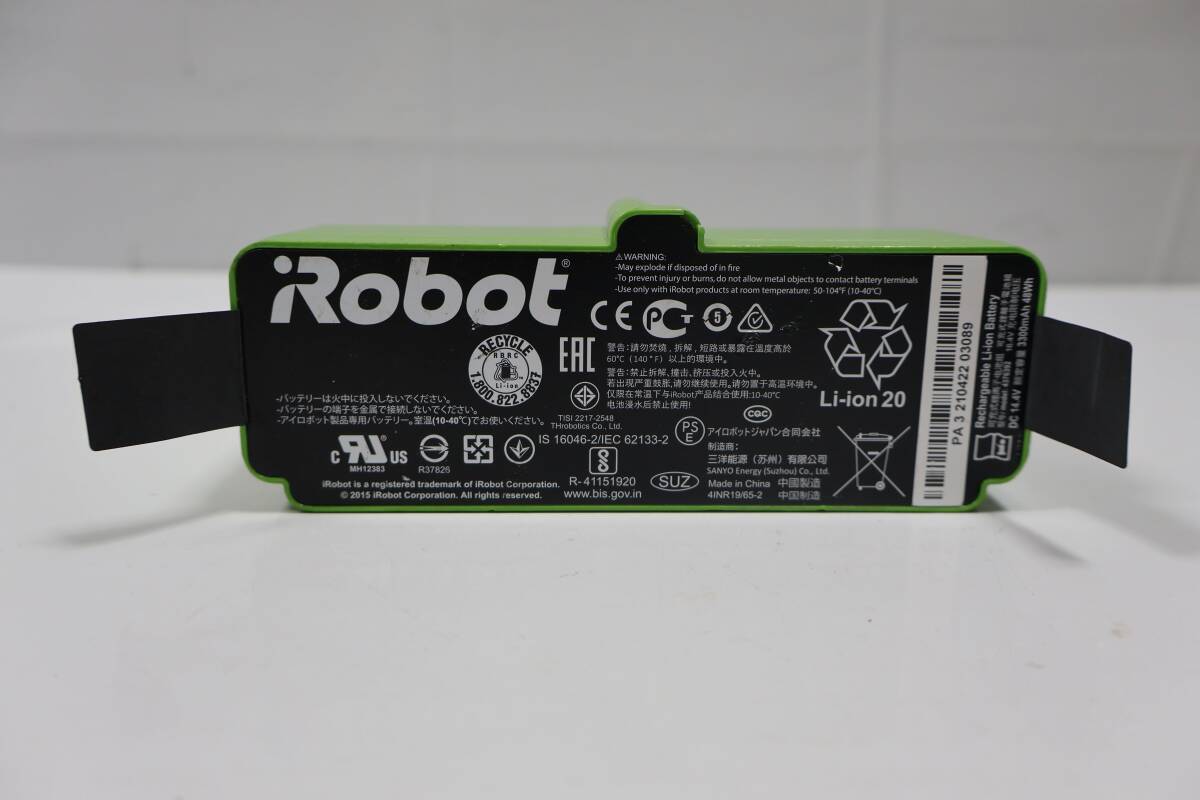 iRobot®
⚠WARNING:
-May explode if disposed of in fire
-To prevent injury or burns, do not allow metal objects to contact battery terminals
-Use only with iRobot products at room temperature: 50-104°F (10-40°C)
CE PCT 5
EAC
RECYCLE
RBRC
Li-ion
1.800.822.8837
警告:請勿焚燒，拆解，短路或暴露在溫度高於
60℃（140°F）以上的環境中。
警告:禁止拆解、撞击、挤压或投入火中。
若出现严重鼓胀,请勿继续使用。请勿置于高温环境中。
仅限在常温下与iRobot产品结合使用:10-40℃
电池浸水后禁止使用!
Li-ion 20
-バッテリーは火中に投入しないでください。
-バッテリーの端子を金属で接続しないでください。
-アイロボット製品専用バッテリー。室温(10-40℃)でお使いください。
TISI 2217-2548
THrobotics Co., Ltd.
c RU US
MH12383
R37826
IS 16046-2/IEC 62133-2
R- 41151920
www.bis.gov.in
PSE
CQC
SUZ
アイロボットジャパン合同会社
制造商:
三洋能源（苏州）有限公司
SANYO Energy (Suzhou) Co., Ltd.
Made in China 中國製造
4INR19/65-2 中国制造
iRobot is a registered trademark of iRobot Corporation.
© 2015 iRobot Corporation. All rights reserved.
PA 3 210422 03089
Rechargeable Li-ion Battery
DC 14.4V 3300mAh 48Wh